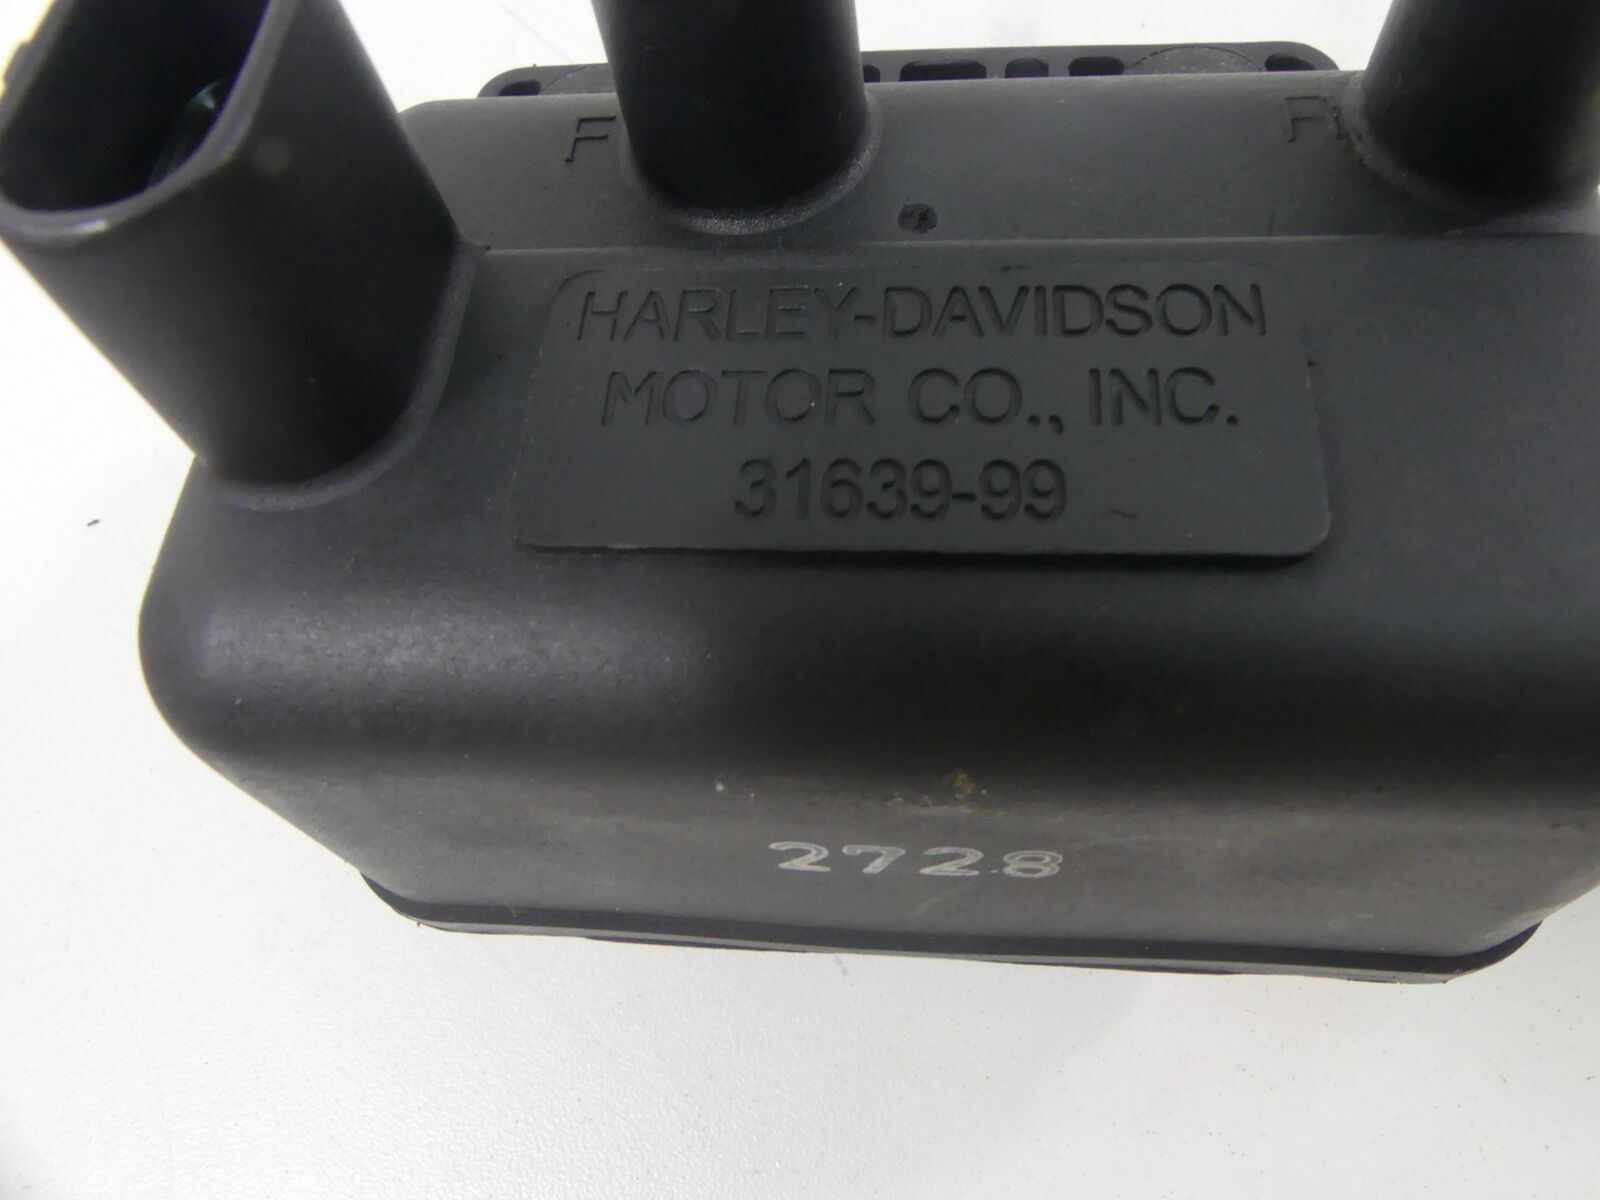 HARLEY-DAVIDSON
MOTOR CO., INC.
31639-99
2728